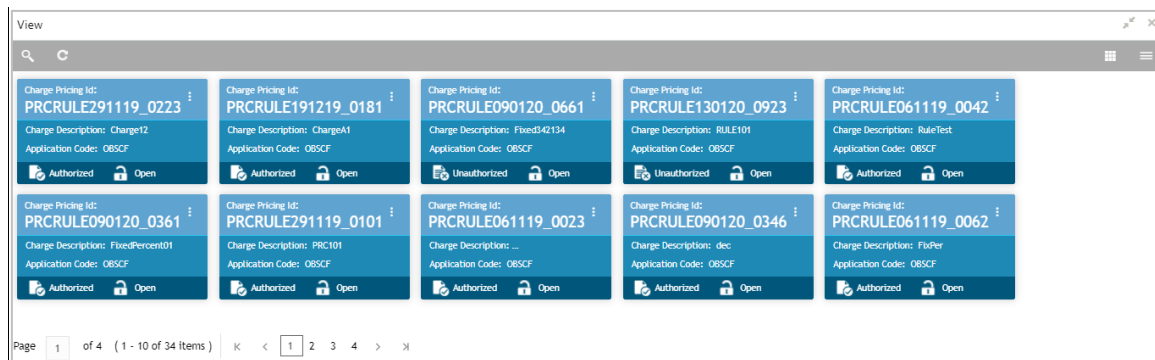 View
Charge Pricing Id:
PRCRULE291119_0223
Charge Description: Charge12
Application Code: OBSCF
Authorized Open
Charge Pricing Id:
PRCRULE191219_0181
Charge Description: ChargeA1
Application Code: OBSCF
Authorized Open
Charge Pricing Id:
PRCRULE090120_0661
Charge Description: Fixed342134
Application Code: OBSCF
Unauthorized Open
Charge Pricing Id:
PRCRULE130120_0923
Charge Description: RULE101
Application Code: OBSCF
Unauthorized Open
Charge Pricing Id:
PRCRULE061119_0042
Charge Description: RuleTest
Application Code: OBSCF
Authorized Open
Charge Pricing Id:
PRCRULE090120_0361
Charge Description: FixedPercent01
Application Code: OBSCF
Authorized Open
Charge Pricing Id:
PRCRULE291119_0101
Charge Description: PRC101
Application Code: OBSCF
Authorized Open
Charge Pricing Id:
PRCRULE061119_0023
Charge Description: ...
Application Code: OBSCF
Authorized Open
Charge Pricing Id:
PRCRULE090120_0346
Charge Description: dec
Application Code: OBSCF
Authorized Open
Charge Pricing Id:
PRCRULE061119_0062
Charge Description: FixPer
Application Code: OBSCF
Authorized Open
Page 1 of 4 ( 1 - 10 of 34 items ) 1 2 3 4